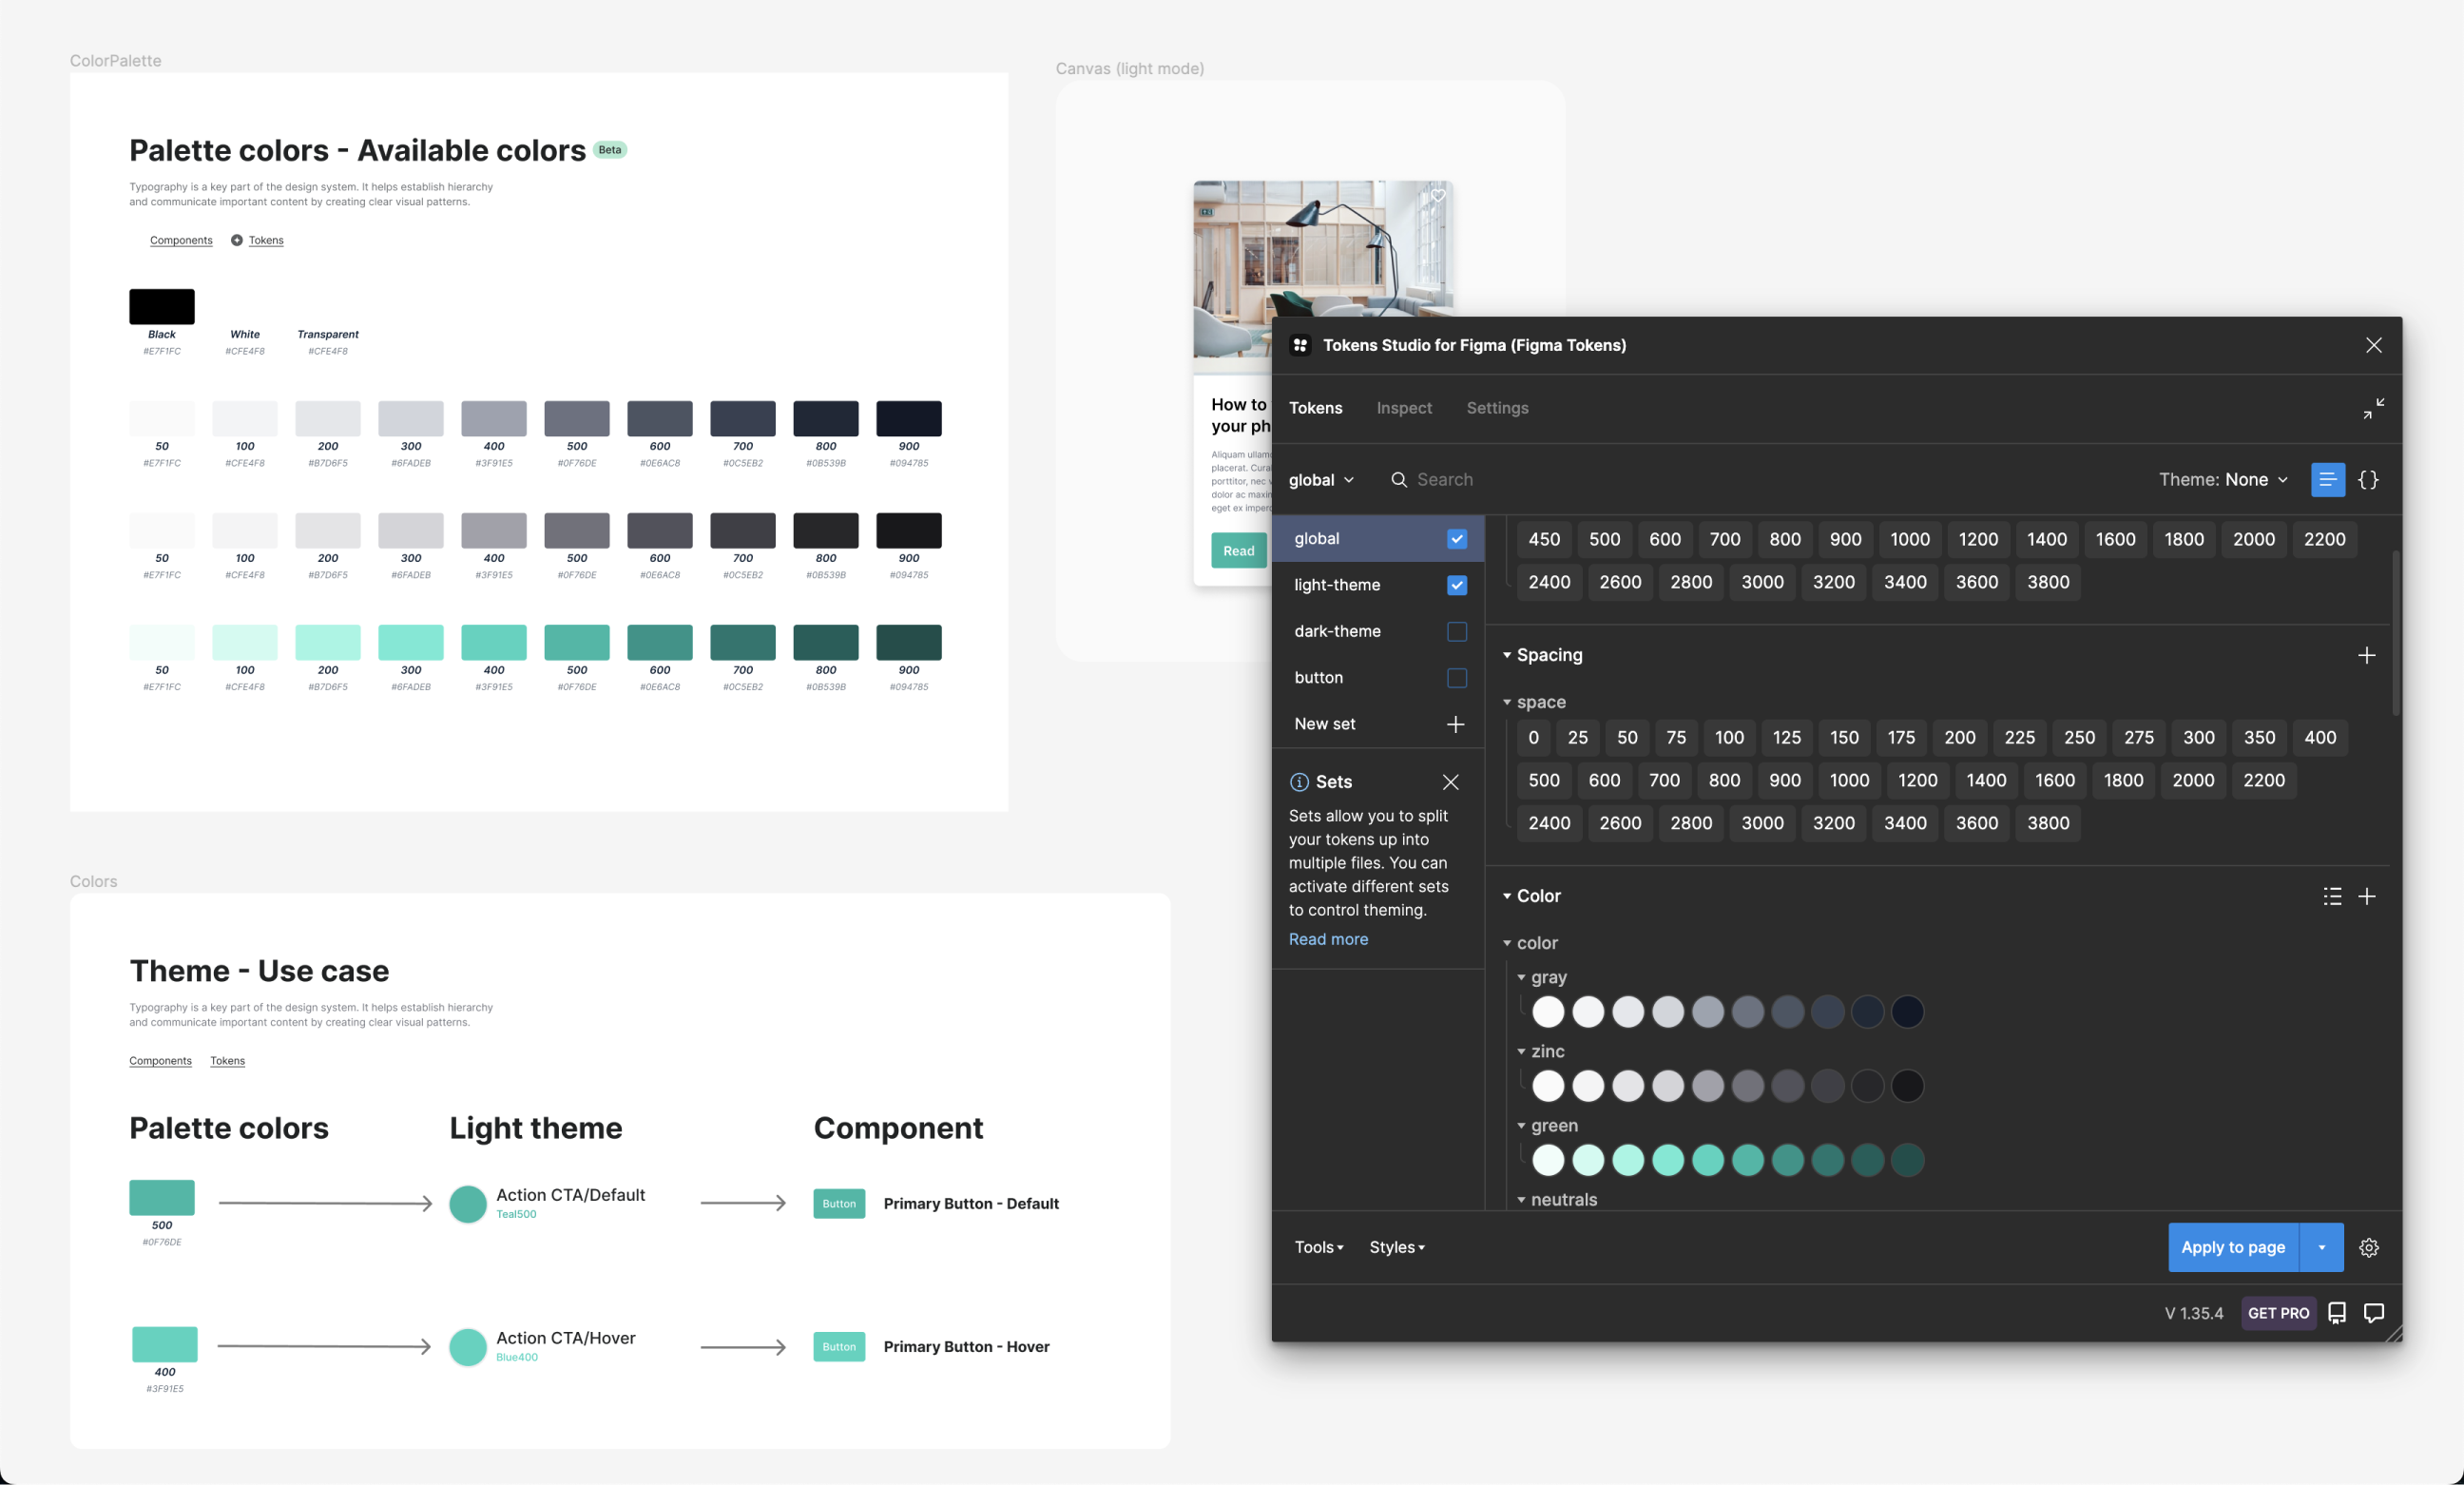 ColorPalette
Palette colors - Available colors Beta
Typography is a key part of the design system. It helps establish hierarchy
and communicate important content by creating clear visual patterns.
Components Tokens
Black White Transparent
#E7F1FC #CFE4F8 #CFE4F8
50 100 200 300 400 500 600 700 800 900
#E7F1FC #CFE4F8 #B7D6F5 #6FADEB #3F91E5 #0F76DE #0E6AC8 #0C5EB2 #0B539B #094785
50 100 200 300 400 500 600 700 800 900
#E7F1FC #CFE4F8 #B7D6F5 #6FADEB #3F91E5 #0F76DE #0E6AC8 #0C5EB2 #0B539B #094785
50 100 200 300 400 500 600 700 800 900
#E7F1FC #CFE4F8 #B7D6F5 #6FADEB #3F91E5 #0F76DE #0E6AC8 #0C5EB2 #0B539B #094785
Colors
Theme - Use case
Typography is a key part of the design system. It helps establish hierarchy
and communicate important content by creating clear visual patterns.
Components Tokens
Palette colors Light theme Component
500
#0F76DE
Action CTA/Default
Teal500
Button Primary Button - Default
400
#3F91E5
Action CTA/Hover
Blue400
Button Primary Button - Hover
Canvas (light mode)
How to
your ph
Aliquam ullam
placerat. Cura
porttitor, nec
dolor ac maxin
eget ex imper
Read
Tokens Studio for Figma (Figma Tokens)
Tokens Inspect Settings
global Search Theme: None {}
global
light-theme
dark-theme
button
New set
Sets
Sets allow you to split
your tokens up into
multiple files. You can
activate different sets
to control theming.
Read more
450 500 600 700 800 900 1000 1200 1400 1600 1800 2000 2200
2400 2600 2800 3000 3200 3400 3600 3800
Spacing
space
0 25 50 75 100 125 150 175 200 225 250 275 300 350 400
500 600 700 800 900 1000 1200 1400 1600 1800 2000 2200
2400 2600 2800 3000 3200 3400 3600 3800
Color
color
gray
zinc
green
neutrals
Tools Styles Apply to page
V 1.35.4 GET PRO